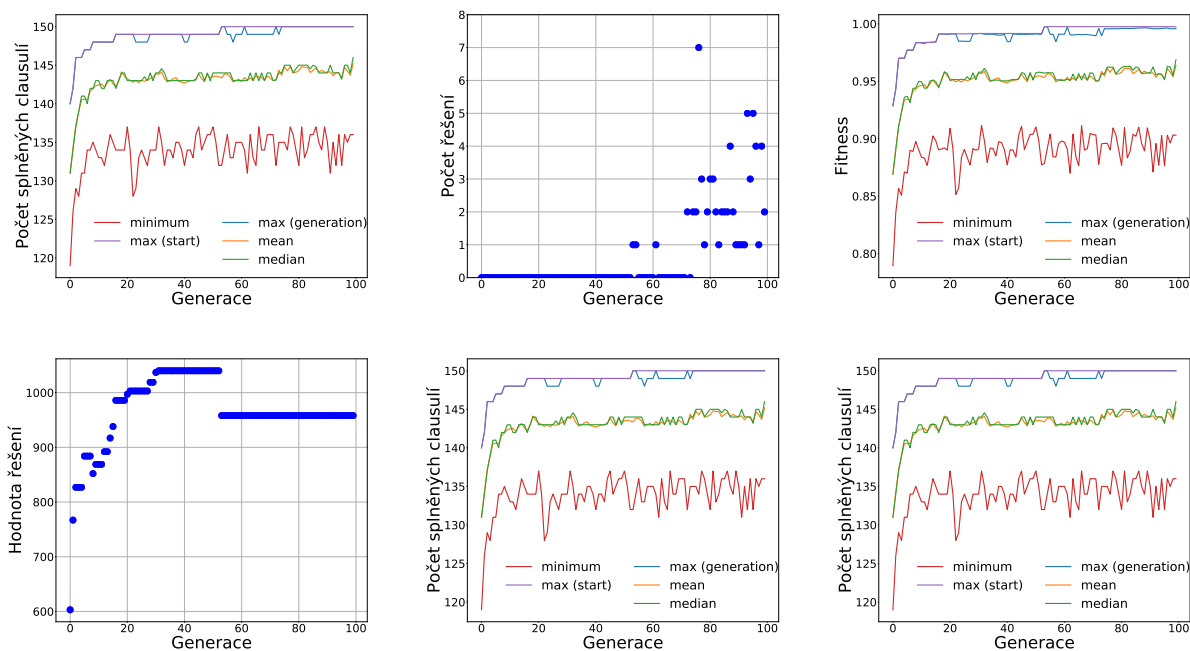 Počet splněných clausulí
150
145
140
135
130
125
120
minimum
max (start)
max (generation)
mean
median
0 20 40 60 80 100
Generace
Počet řešení
8
7
6
5
4
3
2
1
0
0 20 40 60 80 100
Generace
Fitness
1.00
0.95
0.90
0.85
0.80
minimum
max (start)
max (generation)
mean
median
0 20 40 60 80 100
Generace
Hodnota řešení
1000
900
800
700
600
0 20 40 60 80 100
Generace
Počet splněných clausulí
150
145
140
135
130
125
120
minimum
max (start)
max (generation)
mean
median
0 20 40 60 80 100
Generace
Počet splněných clausulí
150
145
140
135
130
125
120
minimum
max (start)
max (generation)
mean
median
0 20 40 60 80 100
Generace